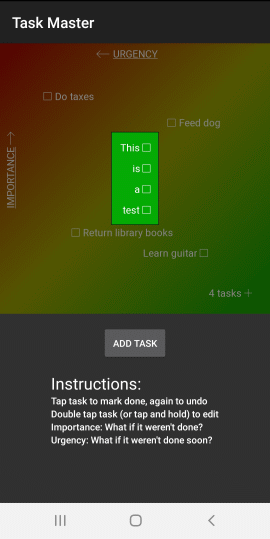 Task Master
← URGENCY
Do taxes
Feed dog
IMPORTANCE →
This
is
a
test
Return library books
Learn guitar
4 tasks +
ADD TASK
Instructions:
Tap task to mark done, again to undo
Double tap task (or tap and hold) to edit
Importance: What if it weren't done?
Urgency: What if it weren't done soon?